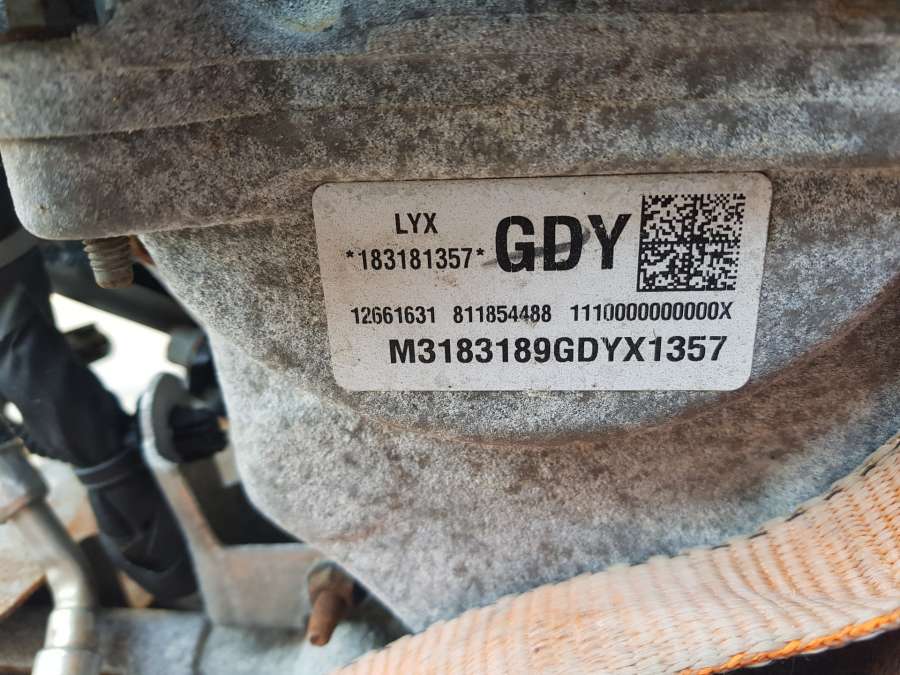 LYX
*183181357* GDY
12661631 811854488 1110000000000X
M3183189GDYX1357